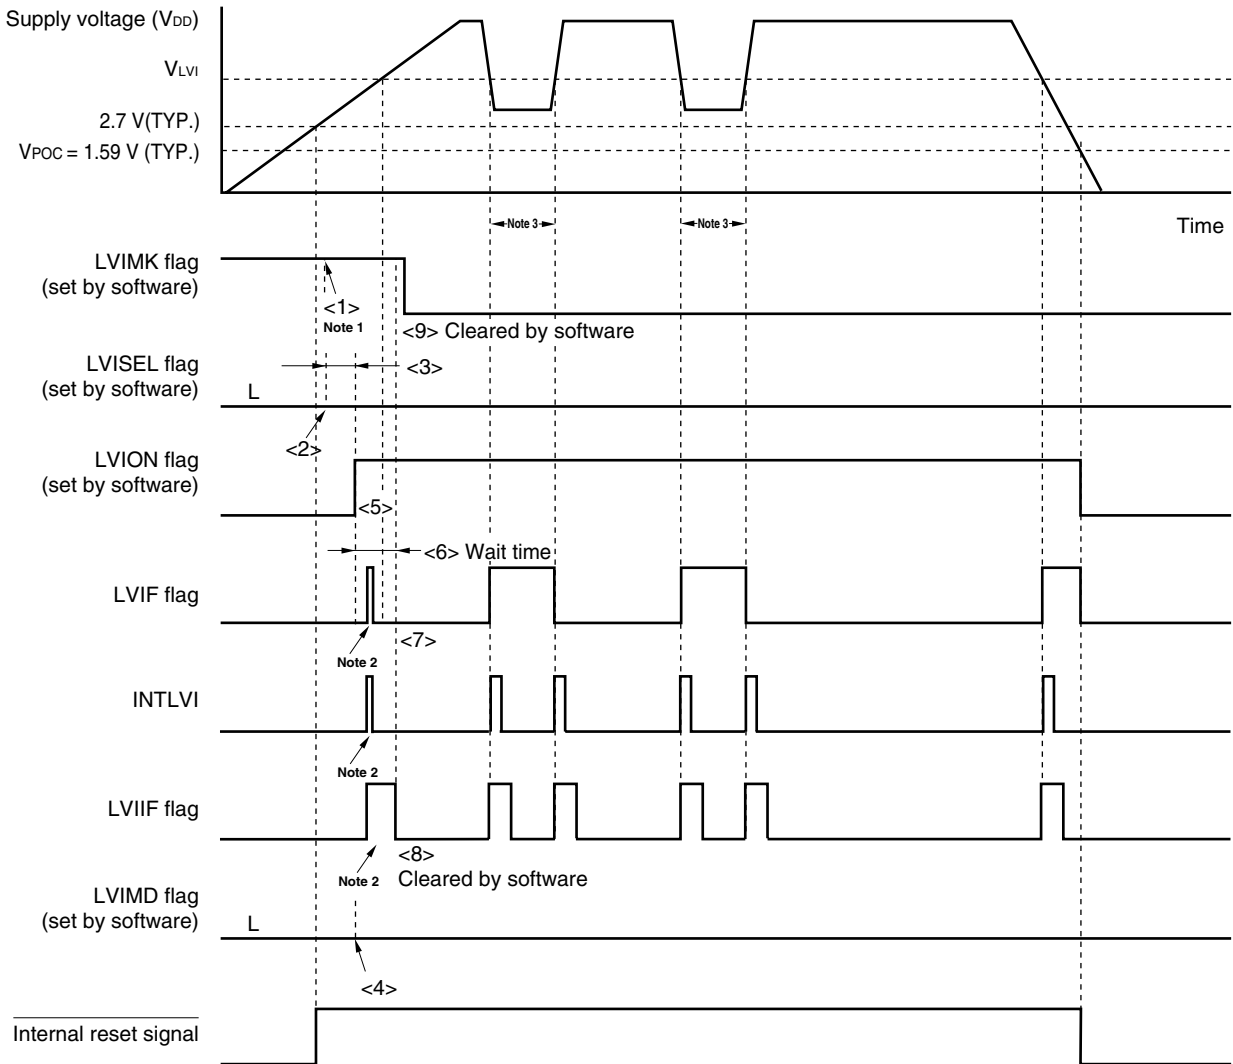 Supply voltage (VDD)
VLVI
2.7 V(TYP.)
VPOC = 1.59 V (TYP.)
Note 3
Note 3
Time
LVIMK flag
(set by software)
<1>
Note 1
<9> Cleared by software
LVISEL flag
(set by software)
L
<3>
<2>
LVION flag
(set by software)
<5>
<6> Wait time
LVIF flag
<7>
Note 2
INTLVI
Note 2
LVIIF flag
<8>
Note 2
Cleared by software
LVIMD flag
(set by software)
L
<4>
Internal reset signal